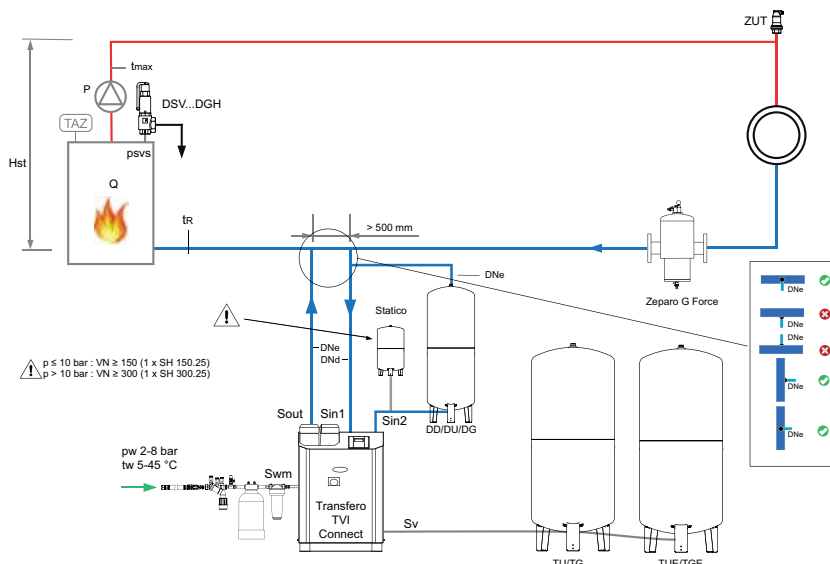 ZUT
tmax
P
DSV...DGH
TAZ
psvs
Hst
Q
tR
> 500 mm
DNe
Zeparo G Force
DNe
DNe
DNe
DNe
DNe
Statico
DNe
DNd
p ≤ 10 bar : VN ≥ 150 (1 x SH 150.25)
p > 10 bar : VN ≥ 300 (1 x SH 300.25)
Sout
Sin1
Sin2
DD/DU/DG
pw 2-8 bar
tw 5-45 °C
Swm
Transfero
TVI
Connect
Sv
TU/TG
TUE/TGE